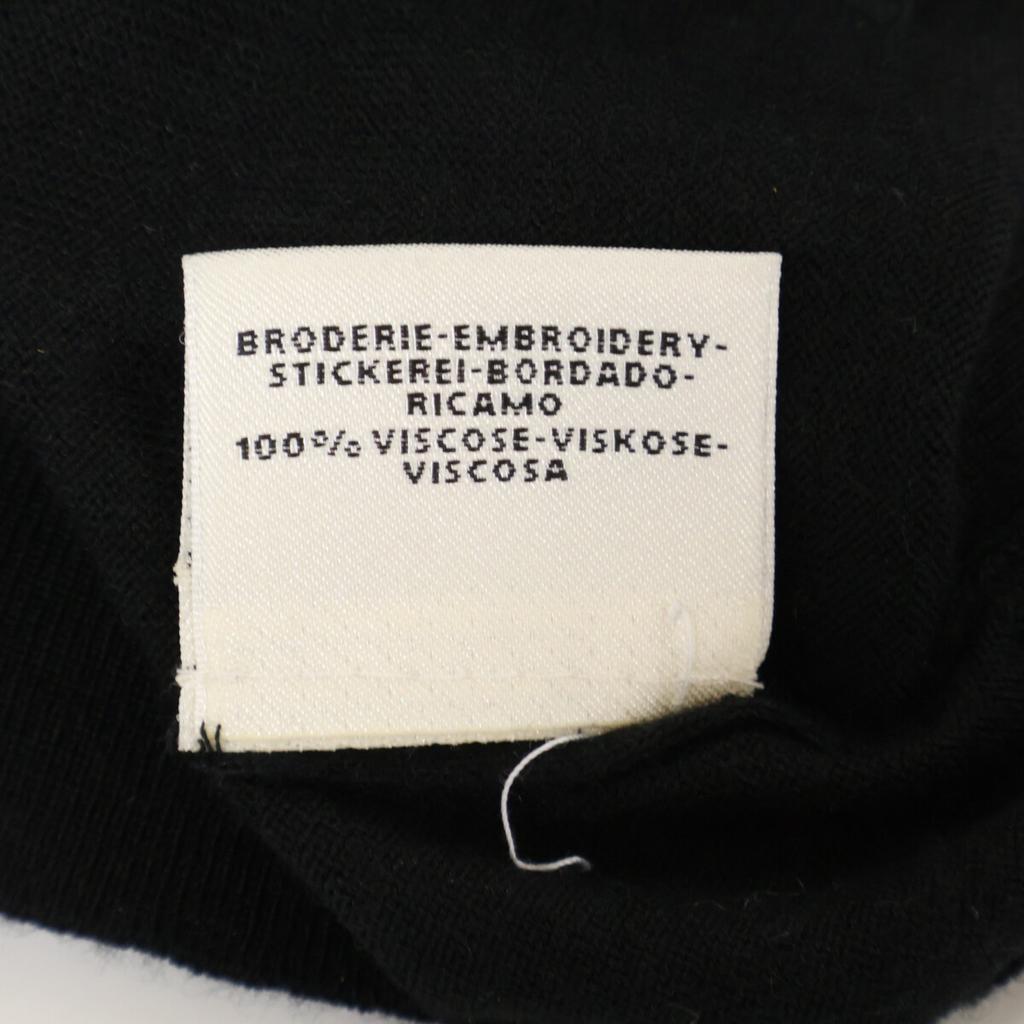 BRODERIE-EMBROIDERY-
STICKEREI-BORDADO-
RICAMO
100% VISCOSE-VISKOSE-
VISCOSA